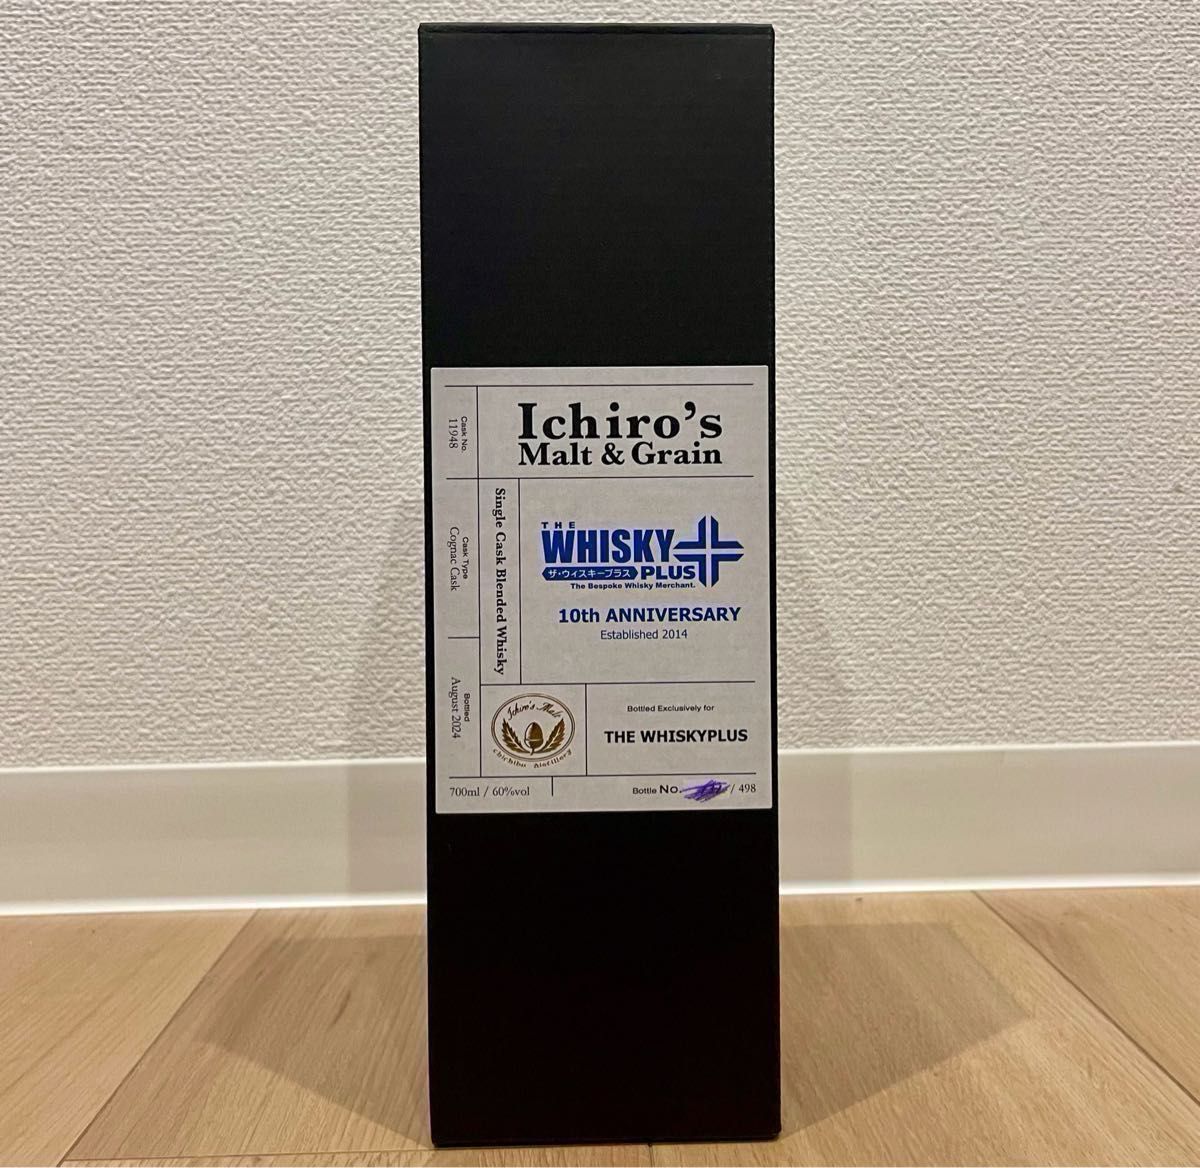 Ichiro's
Malt & Grain
Cask No.
11948
Cask Type
Cognac Cask
Bottled
August 2024
Single Cask Blended Whisky
THE
WHISKY
ザ・ウィスキープラス PLUS
The Bespoke Whisky Merchant.
10th ANNIVERSARY
Established 2014
Ichiro's Malt
Chichibu Distillery
Bottled Exclusively for
THE WHISKYPLUS
700ml / 60%vol
Bottle No. / 498